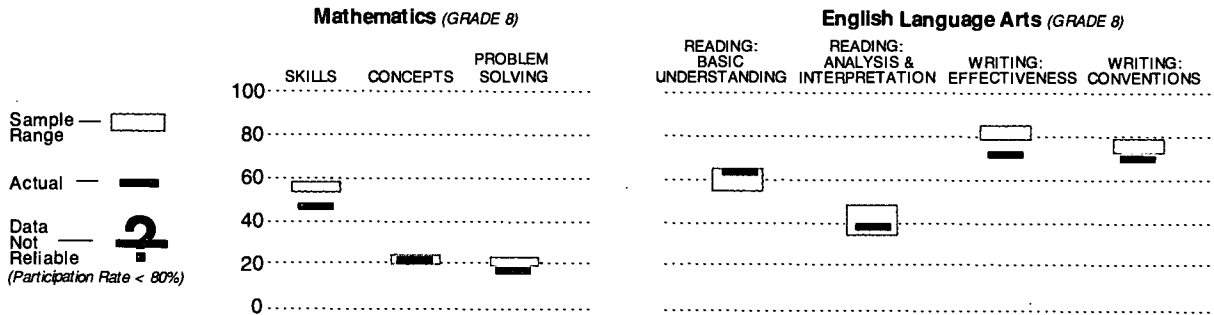 Mathematics (GRADE 8)
English Language Arts (GRADE 8)
SKILLS
CONCEPTS
PROBLEM
SOLVING
READING:
BASIC
UNDERSTANDING
READING:
ANALYSIS &
INTERPRETATION
WRITING:
EFFECTIVENESS
WRITING:
CONVENTIONS
100
80
60
40
20
0
Sample
Range
Actual
Data
Not
Reliable
?
(Participation Rate < 80%)